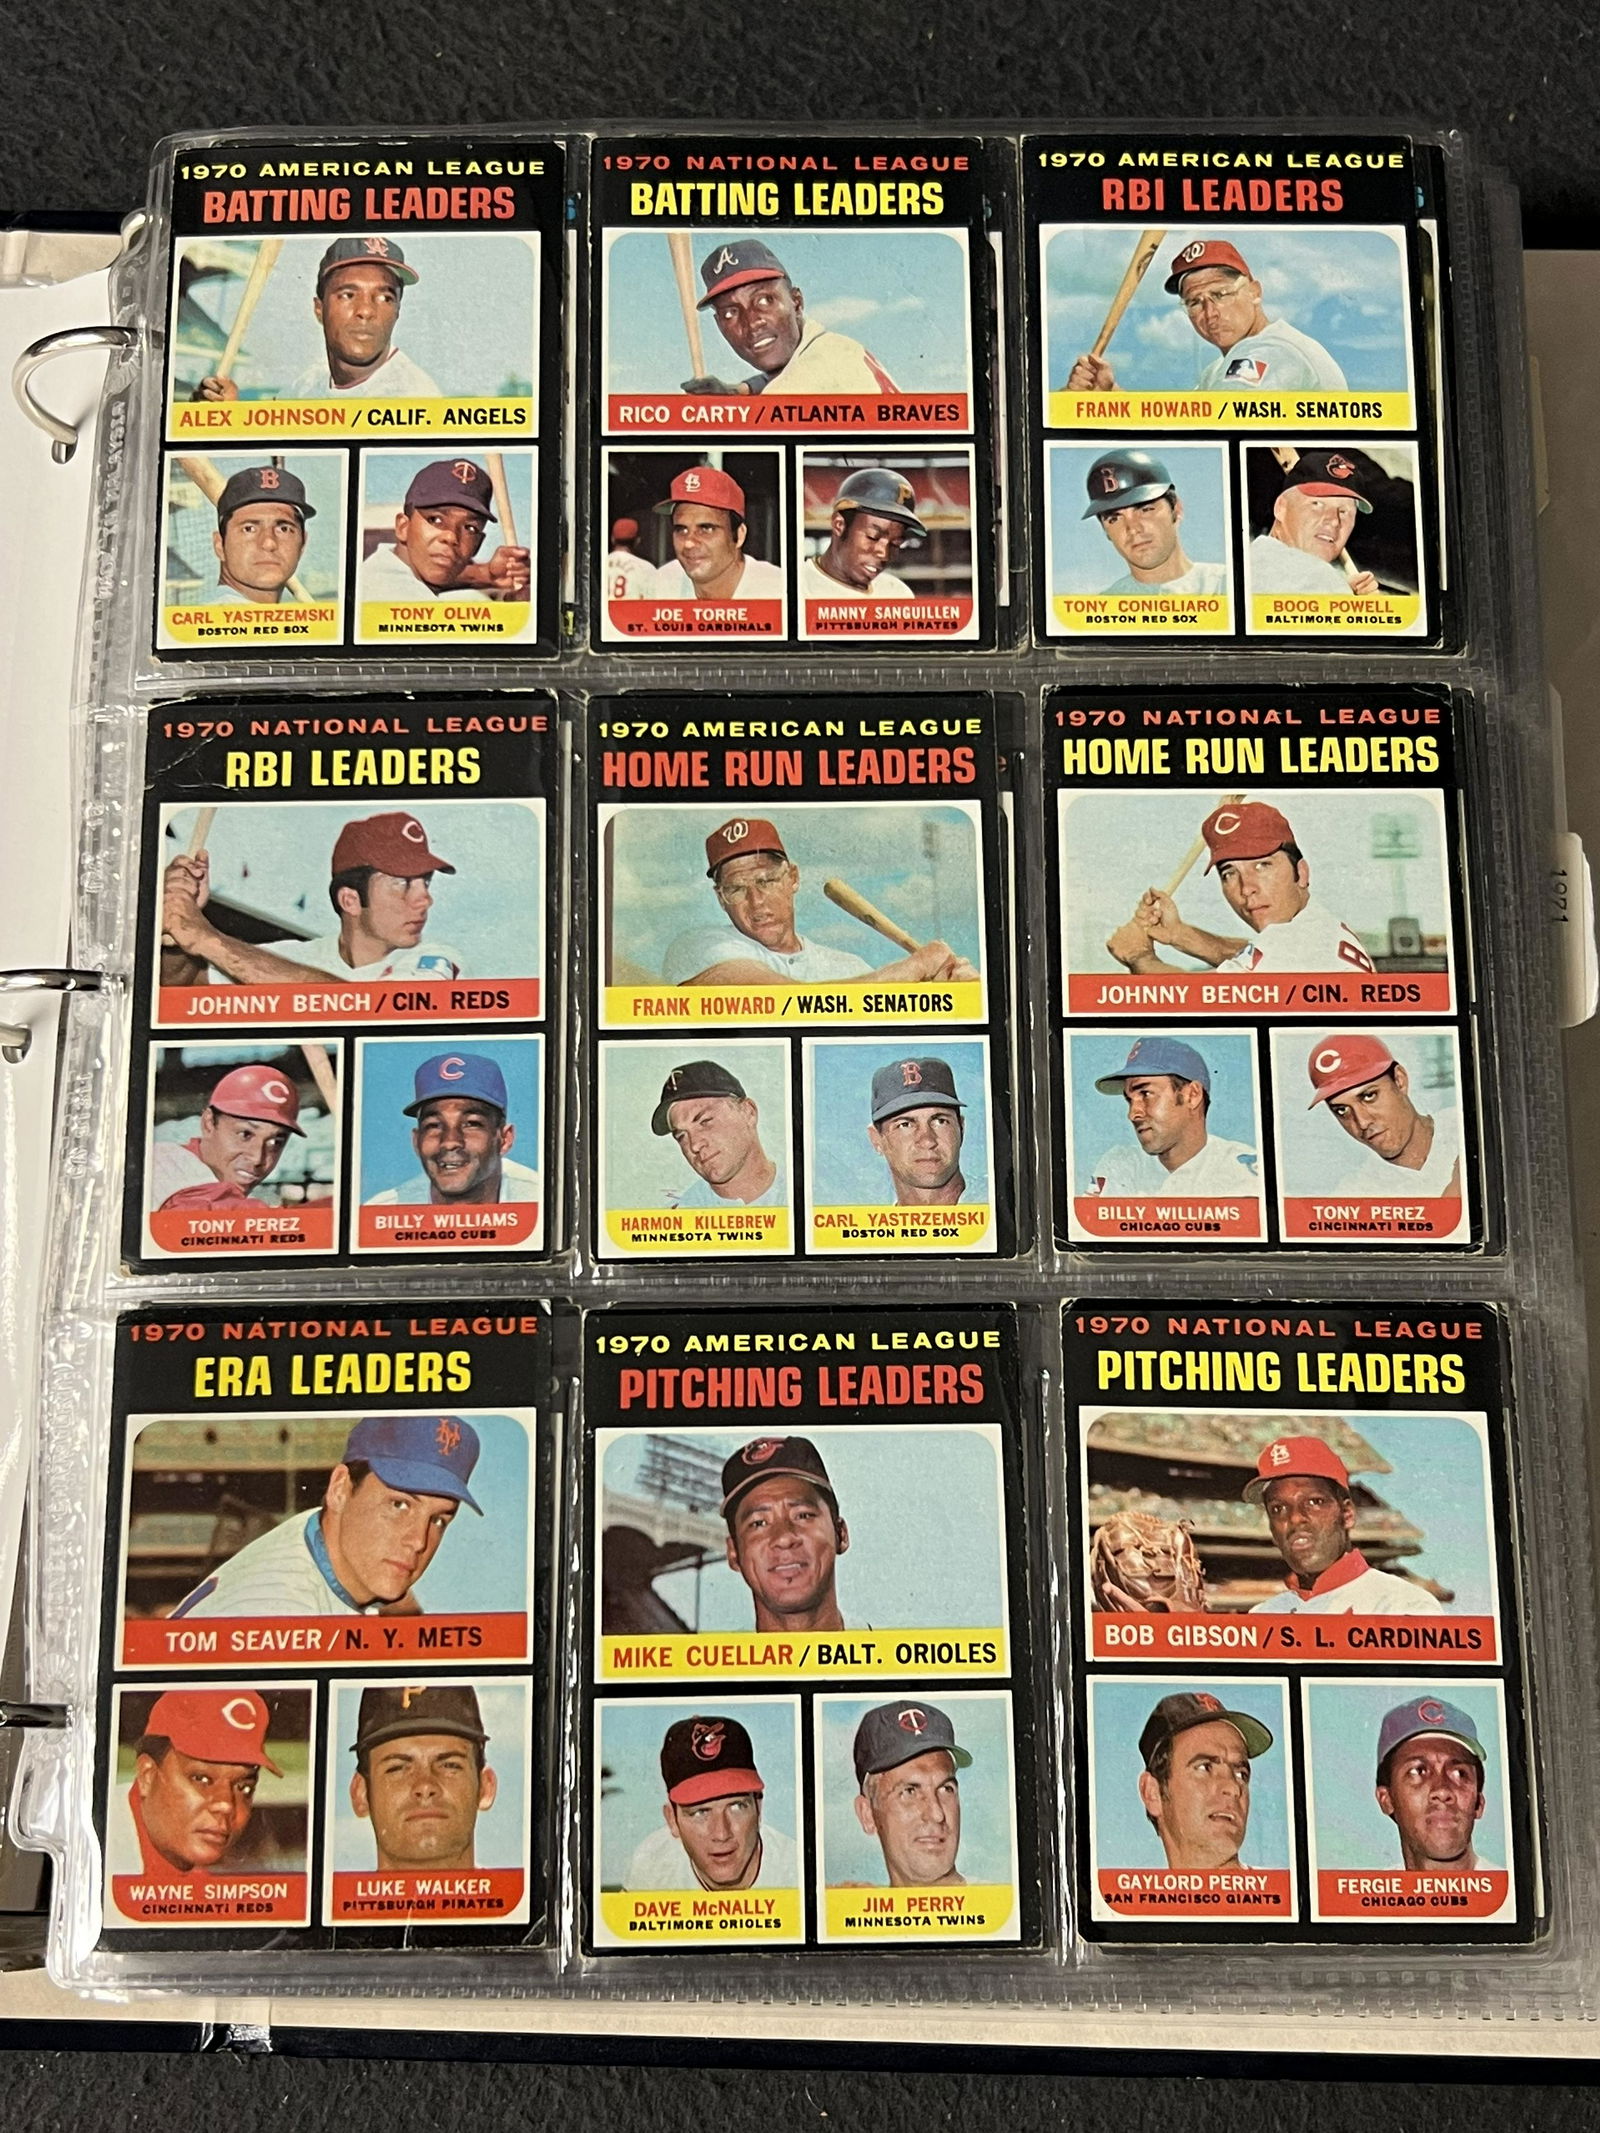 1970 AMERICAN LEAGUE
BATTING LEADERS
ALEX JOHNSON / CALIF. ANGELS
CARL YASTRZEMSKI
BOSTON RED SOX
TONY OLIVA
MINNESOTA TWINS
1970 NATIONAL LEAGUE
BATTING LEADERS
RICO CARTY / ATLANTA BRAVES
JOE TORRE
ST. LOUIS CARDINALS
MANNY SANGUILLEN
PITTSBURGH PIRATES
1970 AMERICAN LEAGUE
RBI LEADERS
FRANK HOWARD / WASH. SENATORS
TONY CONIGLIARO
BOSTON RED SOX
BOOG POWELL
BALTIMORE ORIOLES
1970 NATIONAL LEAGUE
RBI LEADERS
JOHNNY BENCH / CIN. REDS
TONY PEREZ
CINCINNATI REDS
BILLY WILLIAMS
CHICAGO CUBS
1970 AMERICAN LEAGUE
HOME RUN LEADERS
FRANK HOWARD / WASH. SENATORS
HARMON KILLEBREW
MINNESOTA TWINS
CARL YASTRZEMSKI
BOSTON RED SOX
1970 NATIONAL LEAGUE
HOME RUN LEADERS
JOHNNY BENCH / CIN. REDS
BILLY WILLIAMS
CHICAGO CUBS
TONY PEREZ
CINCINNATI REDS
1971
1970 NATIONAL LEAGUE
ERA LEADERS
TOM SEAVER / N. Y. METS
WAYNE SIMPSON
CINCINNATI REDS
LUKE WALKER
PITTSBURGH PIRATES
1970 AMERICAN LEAGUE
PITCHING LEADERS
MIKE CUELLAR / BALT. ORIOLES
DAVE McNALLY
BALTIMORE ORIOLES
JIM PERRY
MINNESOTA TWINS
1970 NATIONAL LEAGUE
PITCHING LEADERS
BOB GIBSON / S. L. CARDINALS
GAYLORD PERRY
SAN FRANCISCO GIANTS
FERGIE JENKINS
CHICAGO CUBS